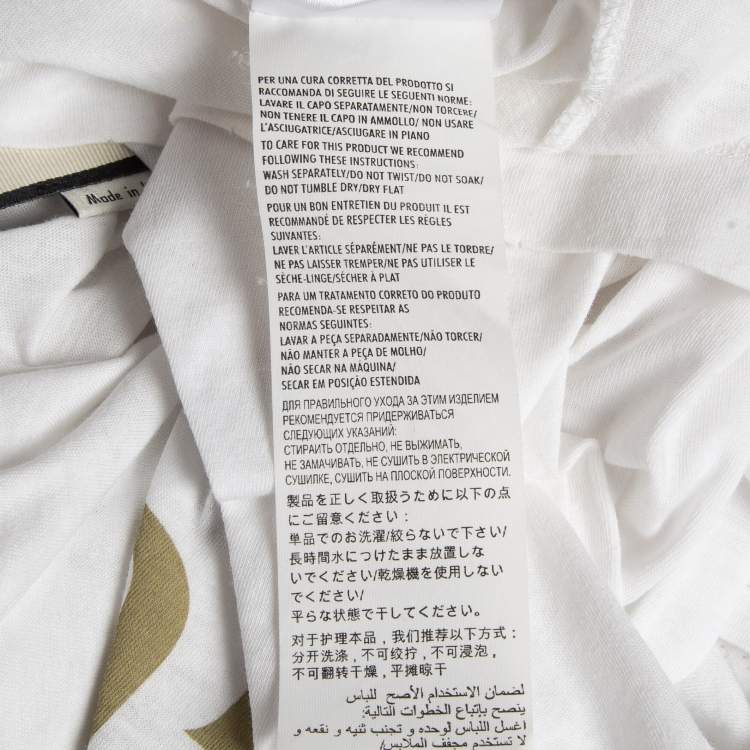 PER UNA CURA CORRETTA DEL PRODOTTO SI
RACCOMANDA DI SEGUIRE LE SEGUENTI NORME:
LAVARE IL CAPO SEPARATAMENTE/NON TORCERE/
NON TENERE IL CAPO IN AMMOLLO/ NON USARE
L'ASCIUGATRICE/ASCIUGARE IN PIANO
TO CARE FOR THIS PRODUCT WE RECOMMEND
FOLLOWING THESE INSTRUCTIONS:
WASH SEPARATELY/DO NOT TWIST/DO NOT SOAK/
DO NOT TUMBLE DRY/DRY FLAT
Made in
POUR UN BON ENTRETIEN DU PRODUIT IL EST
RECOMMANDÉ DE RESPECTER LES RÈGLES
SUIVANTES:
LAVER L'ARTICLE SÉPARÉMENT/NE PAS LE TORDRE/
NE PAS LAISSER TREMPER/NE PAS UTILISER LE
SÈCHE-LINGE/SÉCHER À PLAT
PARA UM TRATAMENTO CORRETO DO PRODUTO
RECOMENDA-SE RESPEITAR AS
NORMAS SEGUINTES:
LAVAR A PEÇA SEPARADAMENTE/NÃO TORCER/
NÃO MANTER A PEÇA DE MOLHO/
NÃO SECAR NA MÁQUINA/
SECAR EM POSIÇÃO ESTENDIDA
ДЛЯ ПРАВИЛЬНОГО УХОДА ЗА ЭТИМ ИЗДЕЛИЕМ
РЕКОМЕНДУЕТСЯ ПРИДЕРЖИВАТЬСЯ
СЛЕДУЮЩИХ УКАЗАНИЙ:
СТИРАИТЬ ОТДЕЛЬНО, НЕ ВЫЖИМАТЬ,
НЕ ЗАМАЧИВАТЬ, НЕ СУШИТЬ В ЭЛЕКТРИЧЕСКОЙ
СУШИЛКЕ, СУШИТЬ НА ПЛОСКОЙ ПОВЕРХНОСТИ.
製品を正しく取扱うために以下の点
にご留意ください：
単品でのお洗濯/絞らないで下さい/
長時間水につけたまま放置しな
いでください/乾燥機を使用しない
でください/
平らな状態で干してください。
对于护理本品，我们推荐以下方式：
分开洗涤，不可绞拧，不可浸泡，
不可翻转干燥，平摊晾干
لضمان الاستخدام الأصح للباس
ينصح بإتباع الخطوات التالية:
اغسل اللباس لوحده و تجنب ثنيه و نقعه و
لا تستخدم مجفف الملابس/